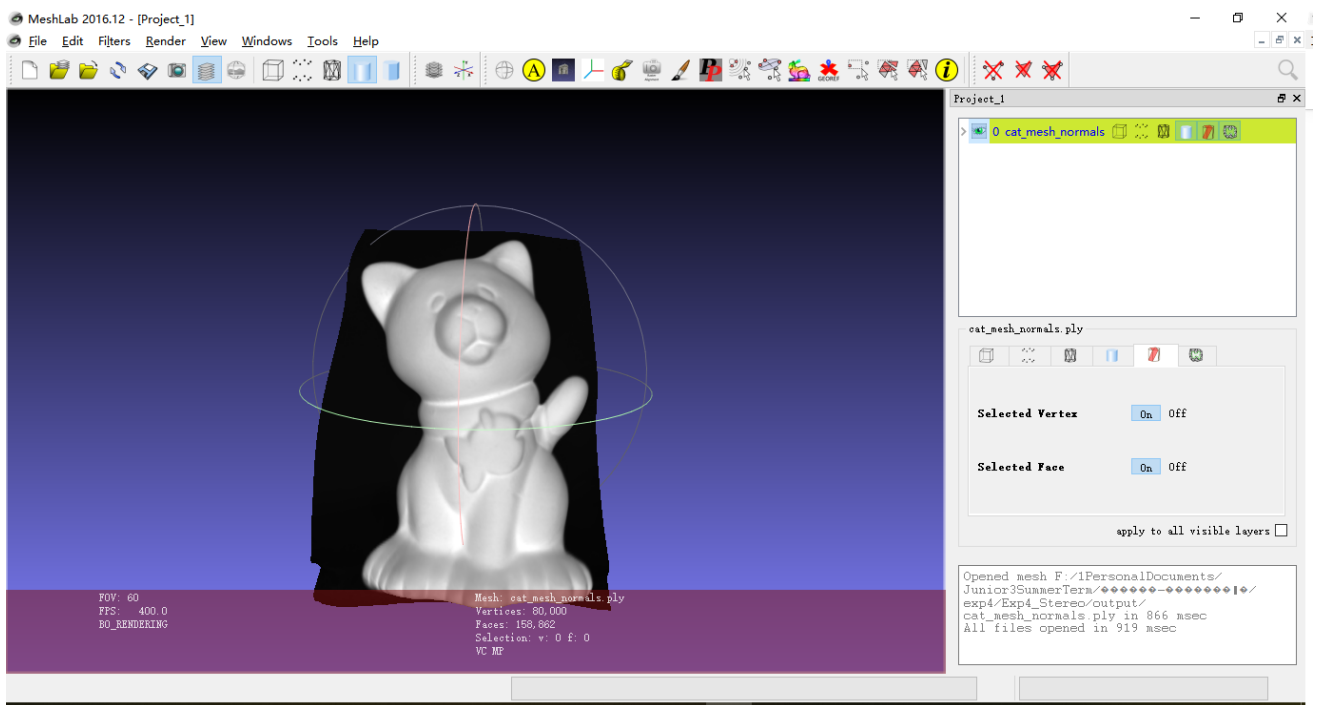 MeshLab 2016.12 - [Project_1]
File Edit Filters Render View Windows Tools Help
A
Pp
GEOREF
i
Project_1
0 cat_mesh_normals
cat_mesh_normals.ply
Selected Vertex On Off
Selected Face On Off
apply to all visible layers
Opened mesh F:/1PersonalDocuments/
Junior3SummerTerm/������-�������|�/
exp4/Exp4_Stereo/output/
cat_mesh_normals.ply in 866 msec
All files opened in 919 msec
FOV: 60
FPS: 400.0
BO_RENDERING
Mesh: cat_mesh_normals.ply
Vertices: 80,000
Faces: 158,862
Selection: v: 0 f: 0
VC MP